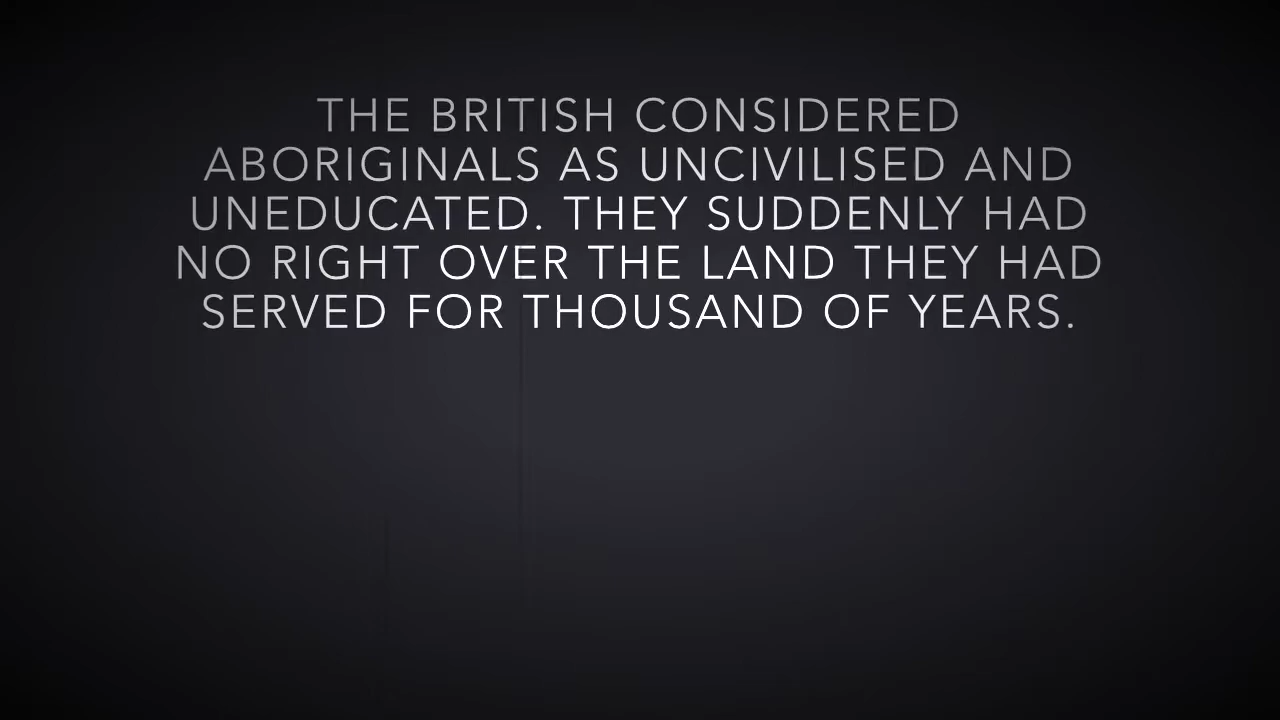 THE BRITISH CONSIDERED
ABORIGINALS AS UNCIVILISED AND
UNEDUCATED. THEY SUDDENLY HAD
NO RIGHT OVER THE LAND THEY HAD
SERVED FOR THOUSAND OF YEARS.